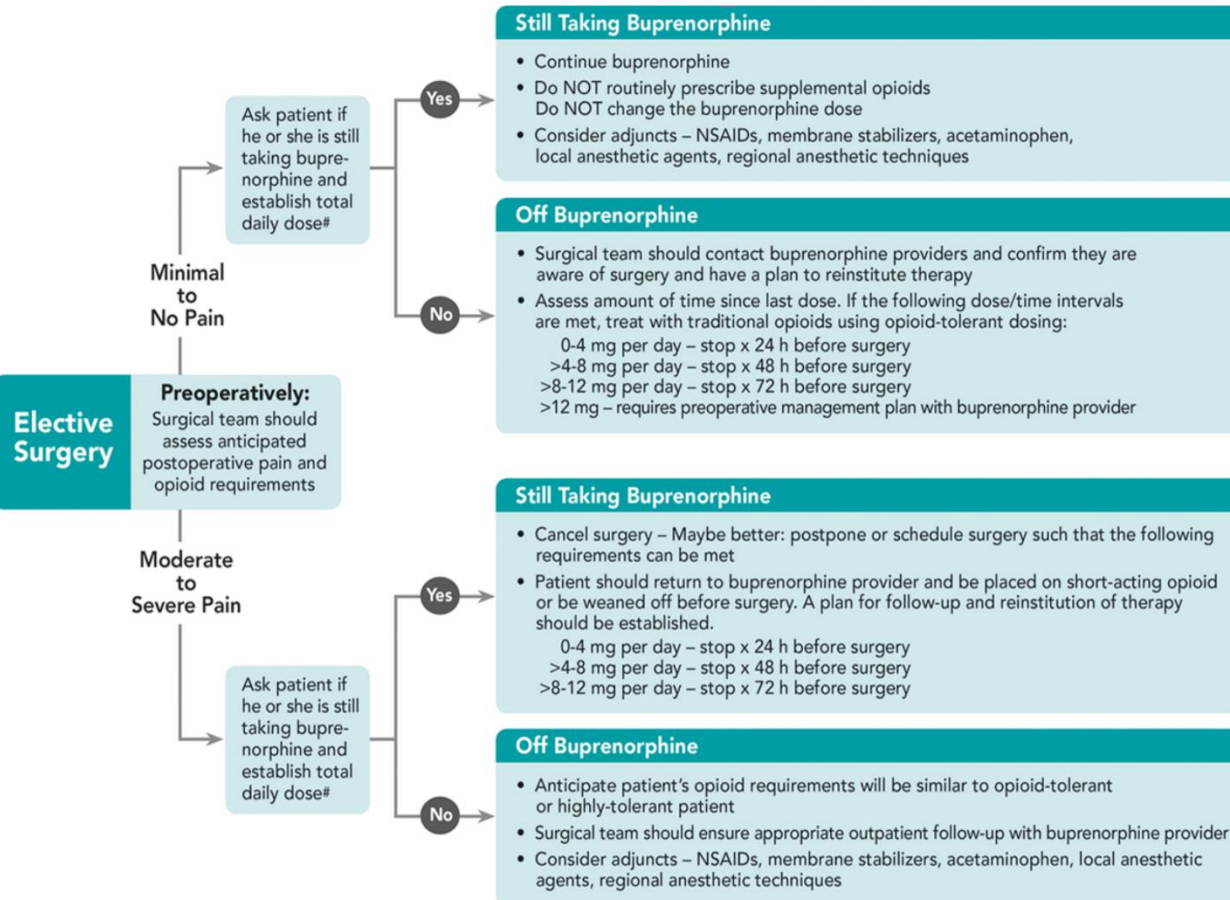 Elective
Surgery
Preoperatively:
Surgical team should
assess anticipated
postoperative pain and
opioid requirements
Minimal
to
No Pain
Ask patient if
he or she is still
taking bupre-
norphine and
establish total
daily dose#
Yes
Still Taking Buprenorphine
• Continue buprenorphine
• Do NOT routinely prescribe supplemental opioids
Do NOT change the buprenorphine dose
• Consider adjuncts – NSAIDs, membrane stabilizers, acetaminophen,
local anesthetic agents, regional anesthetic techniques
No
Off Buprenorphine
• Surgical team should contact buprenorphine providers and confirm they are
aware of surgery and have a plan to reinstitute therapy
• Assess amount of time since last dose. If the following dose/time intervals
are met, treat with traditional opioids using opioid-tolerant dosing:
0-4 mg per day – stop x 24 h before surgery
>4-8 mg per day – stop x 48 h before surgery
>8-12 mg per day – stop x 72 h before surgery
>12 mg – requires preoperative management plan with buprenorphine provider
Moderate
to
Severe Pain
Ask patient if
he or she is still
taking bupre-
norphine and
establish total
daily dose#
Yes
Still Taking Buprenorphine
• Cancel surgery – Maybe better: postpone or schedule surgery such that the following
requirements can be met
• Patient should return to buprenorphine provider and be placed on short-acting opioid
or be weaned off before surgery. A plan for follow-up and reinstitution of therapy
should be established.
0-4 mg per day – stop x 24 h before surgery
>4-8 mg per day – stop x 48 h before surgery
>8-12 mg per day – stop x 72 h before surgery
No
Off Buprenorphine
• Anticipate patient's opioid requirements will be similar to opioid-tolerant
or highly-tolerant patient
• Surgical team should ensure appropriate outpatient follow-up with buprenorphine provider
• Consider adjuncts – NSAIDs, membrane stabilizers, acetaminophen, local anesthetic
agents, regional anesthetic techniques